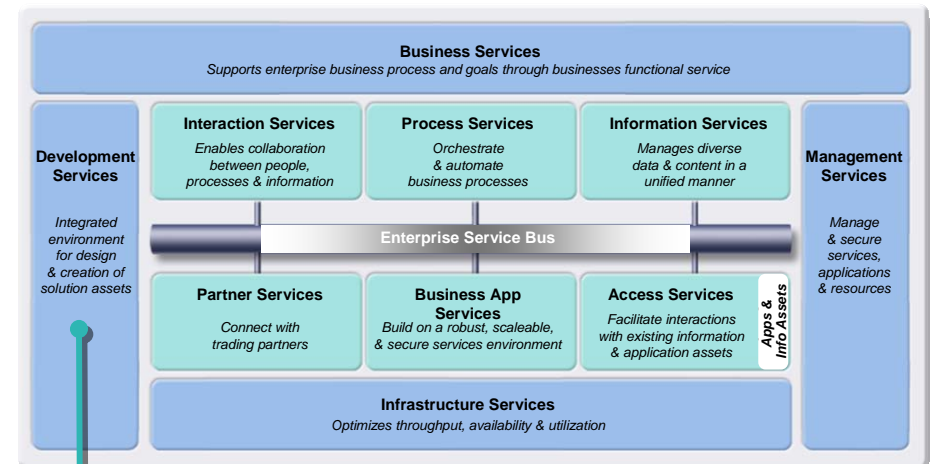 Business Services
Supports enterprise business process and goals through businesses functional service
Development
Services
Integrated
environment
for design
& creation of
solution assets
Interaction Services
Enables collaboration
between people,
processes & information
Process Services
Orchestrate
& automate
business processes
Information Services
Manages diverse
data & content in a
unified manner
Management
Services
Manage
& secure
services,
applications
& resources
Enterprise Service Bus
Partner Services
Connect with
trading partners
Business App
Services
Build on a robust, scaleable,
& secure services environment
Access Services
Facilitate interactions
with existing information
& application assets
Apps &
Info Assets
Infrastructure Services
Optimizes throughput, availability & utilization